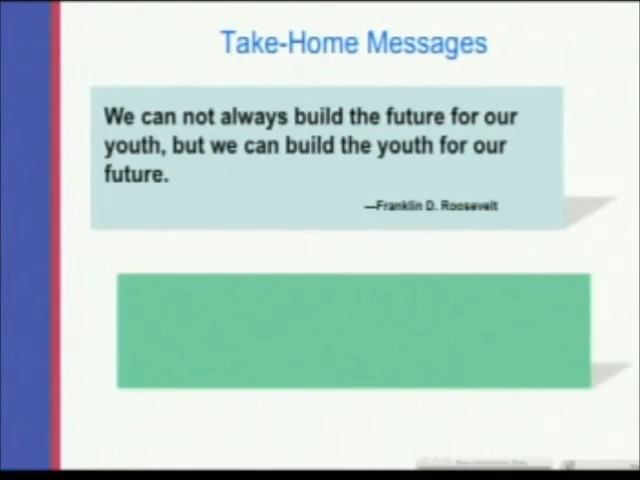 Take-Home Messages
We can not always build the future for our
youth, but we can build the youth for our
future.
—Franklin D. Roosevelt